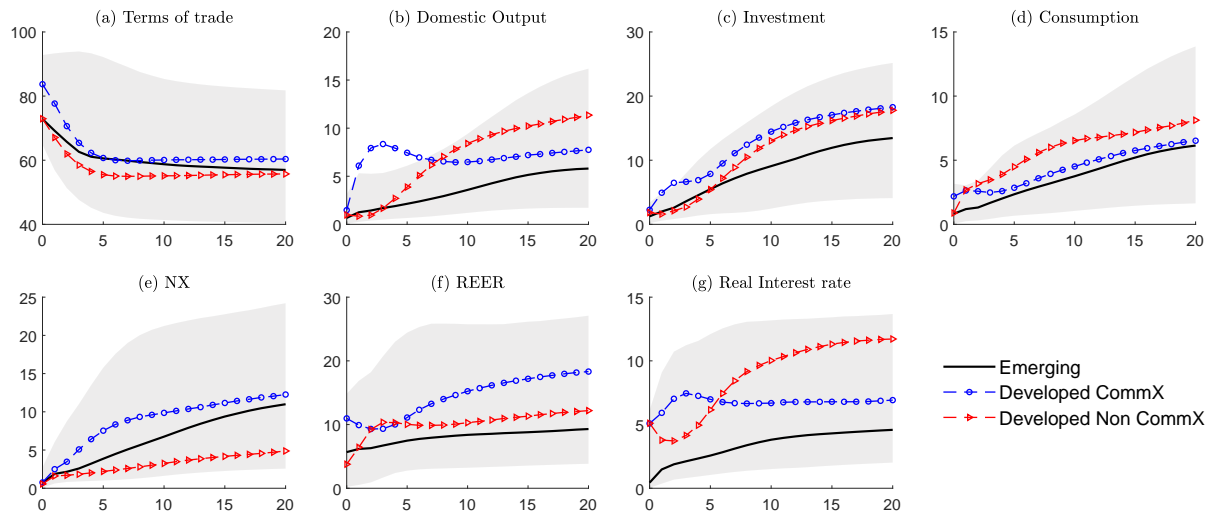 (a) Terms of trade
100
80
60
40
0 5 10 15 20
(b) Domestic Output
20
15
10
5
0
0 5 10 15 20
(c) Investment
30
20
10
0
0 5 10 15 20
(d) Consumption
15
10
5
0
0 5 10 15 20
(e) NX
25
20
15
10
5
0
0 5 10 15 20
(f) REER
30
20
10
0
0 5 10 15 20
(g) Real Interest rate
15
10
5
0
0 5 10 15 20
Emerging
Developed CommX
Developed Non CommX